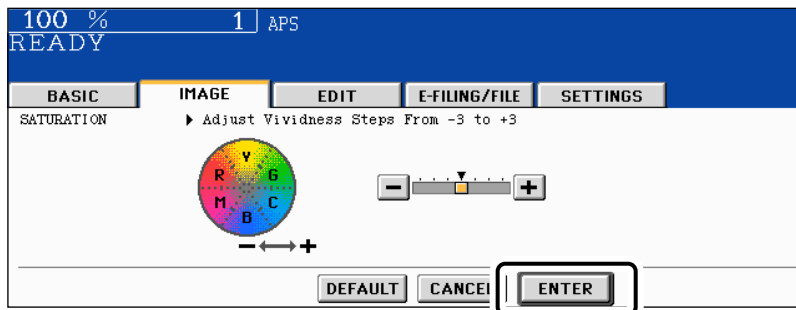 100 % 1 APS
READY
BASIC IMAGE EDIT E-FILING/FILE SETTINGS
SATURATION ▶ Adjust Vividness Steps From -3 to +3
Y
R G
M C
B
- +
- +
DEFAULT CANCEL ENTER